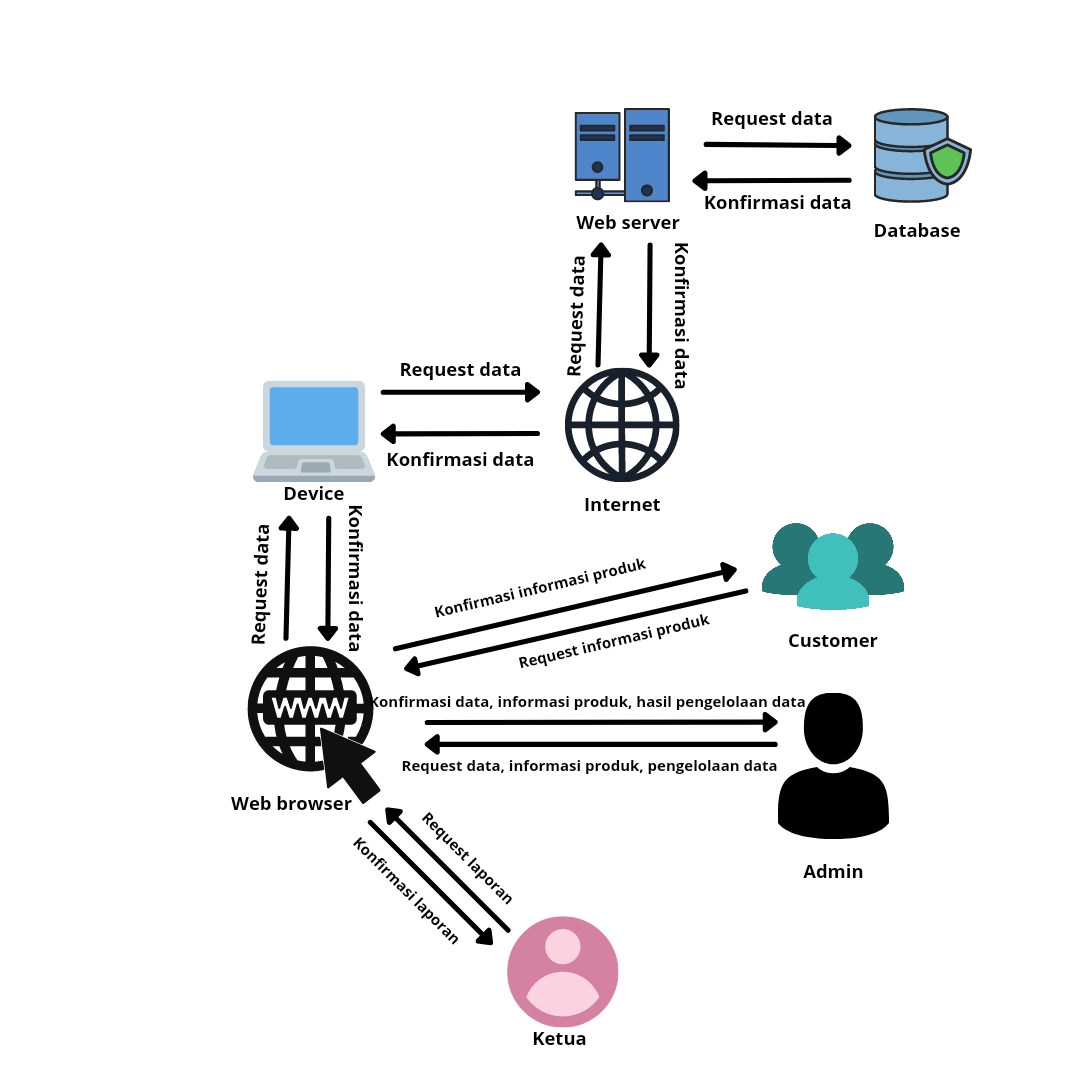 Request data
Konfirmasi data
Web server
Database
Request data
Konfirmasi data
Request data
Konfirmasi data
Device
Internet
Request data
Konfirmasi data
Konfirmasi informasi produk
Request informasi produk
Customer
WWW
Konfirmasi data, informasi produk, hasil pengelolaan data
Request data, informasi produk, pengelolaan data
Web browser
Admin
Request laporan
Konfirmasi laporan
Ketua